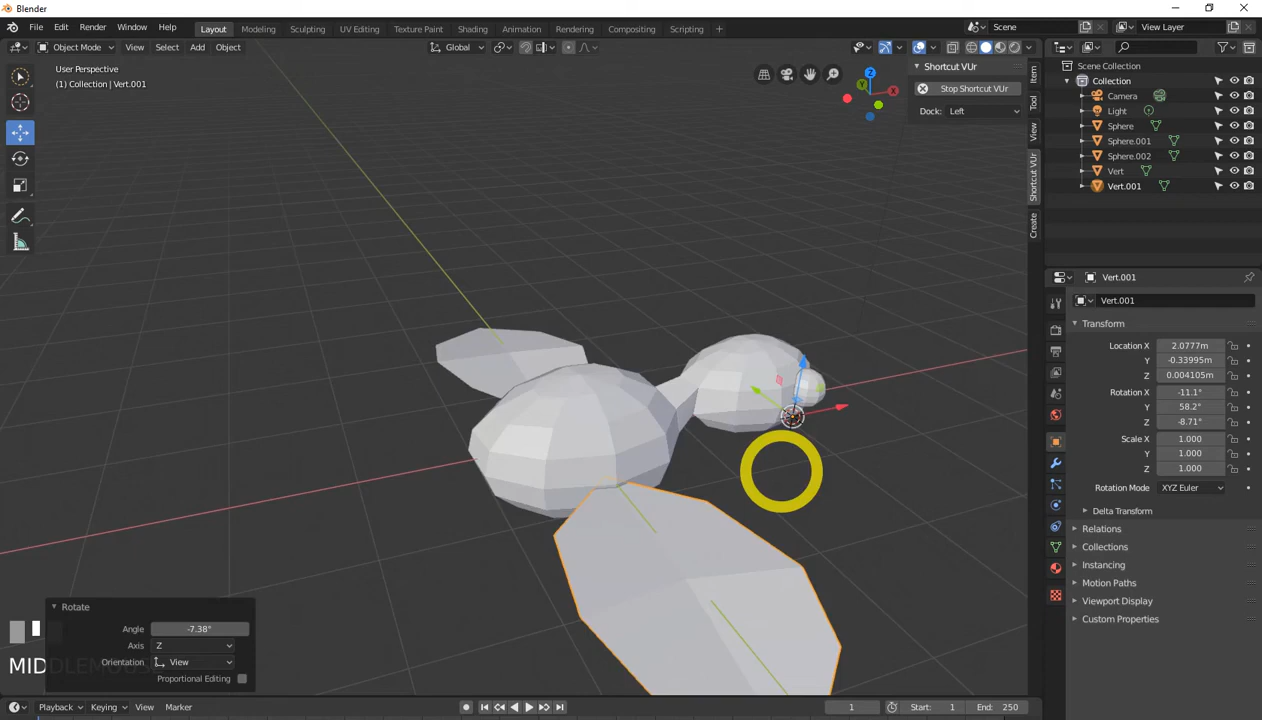 Blender
File Edit Render Window Help
Layout Modeling Sculpting UV Editing Texture Paint Shading Animation Rendering Compositing Scripting +
Scene
View Layer
Object Mode View Select Add Object
Global
User Perspective
(1) Collection | Vert.001
Z
X
Y
Shortcut VUr
Stop Shortcut VUr
Dock: Left
Item
Tool
View
Shortcut VUr
Create
Scene Collection
Collection
Camera
Light
Sphere
Sphere.001
Sphere.002
Vert
Vert.001
Vert.001
Vert.001
Transform
Location X 2.0777m
Y -0.33995m
Z 0.004105m
Rotation X -11.1°
Y 58.2°
Z -8.71°
Scale X 1.000
Y 1.000
Z 1.000
Rotation Mode XYZ Euler
Delta Transform
Relations
Collections
Instancing
Motion Paths
Viewport Display
Custom Properties
Rotate
Angle -7.38°
Axis Z
Orientation View
Proportional Editing
Playback Keying View Marker
1
Start: 1
End: 250